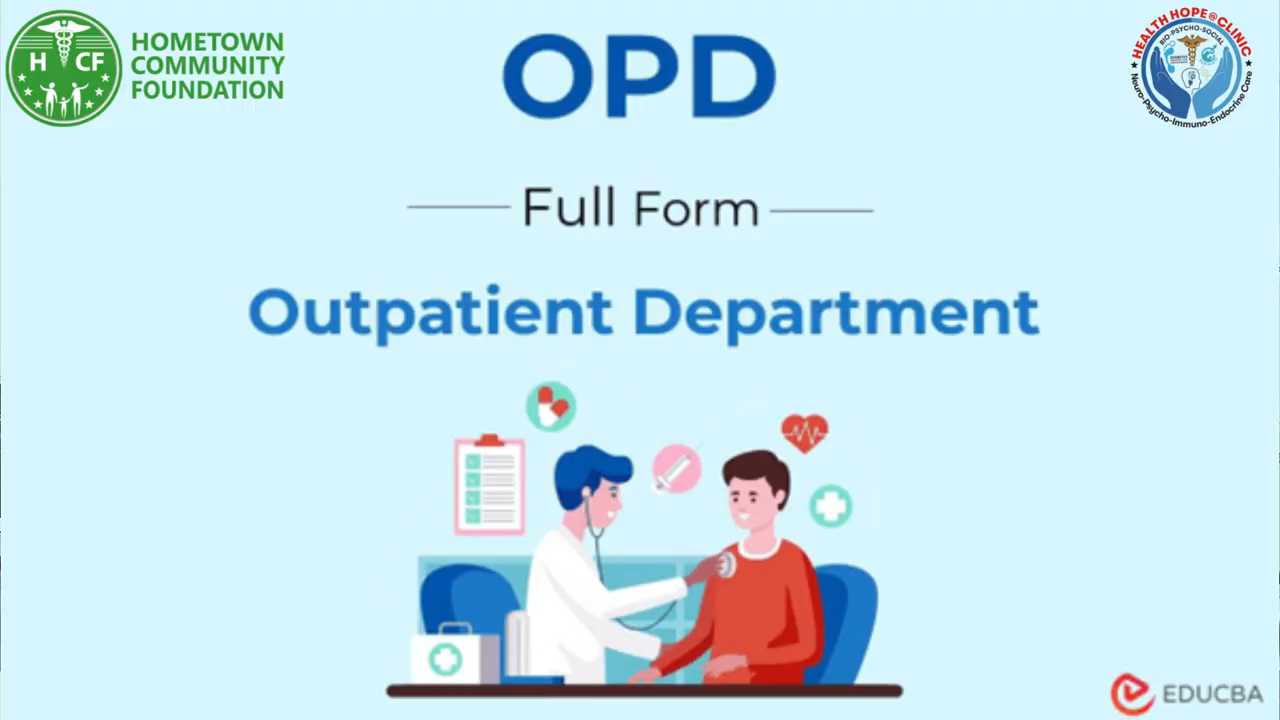 HOMETOWN
COMMUNITY
FOUNDATION
H CF
OPD
HEALTH HOPE@CLINIC
BIO-PSYCHO-SOCIAL
Neuro-Psycho-Immuno-Endocrine Care
Full Form
Outpatient Department
EDUCBA